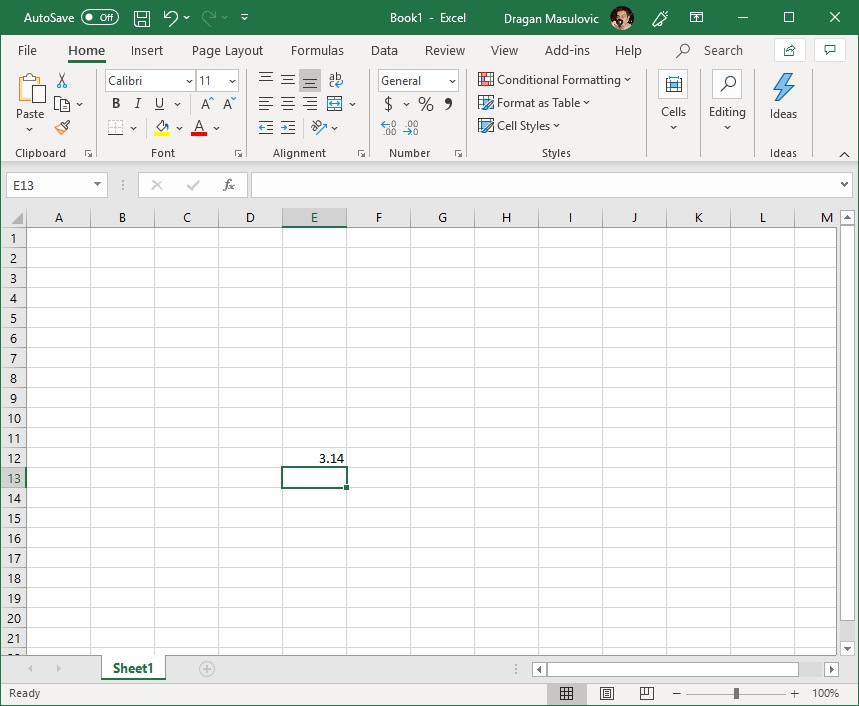 AutoSave Off Book1 - Excel Dragan Masulovic
File Home Insert Page Layout Formulas Data Review View Add-ins Help Search
Calibri 11 ab General Conditional Formatting
Paste B I U A A $ % Format as Table Cells Editing Ideas
A Cell Styles
Clipboard Font Alignment Number Styles Ideas
E13 fx
A B C D E F G H I J K L M
1
2
3
4
5
6
7
8
9
10
11
12 3.14
13
14
15
16
17
18
19
20
21
Sheet1
Ready 100%